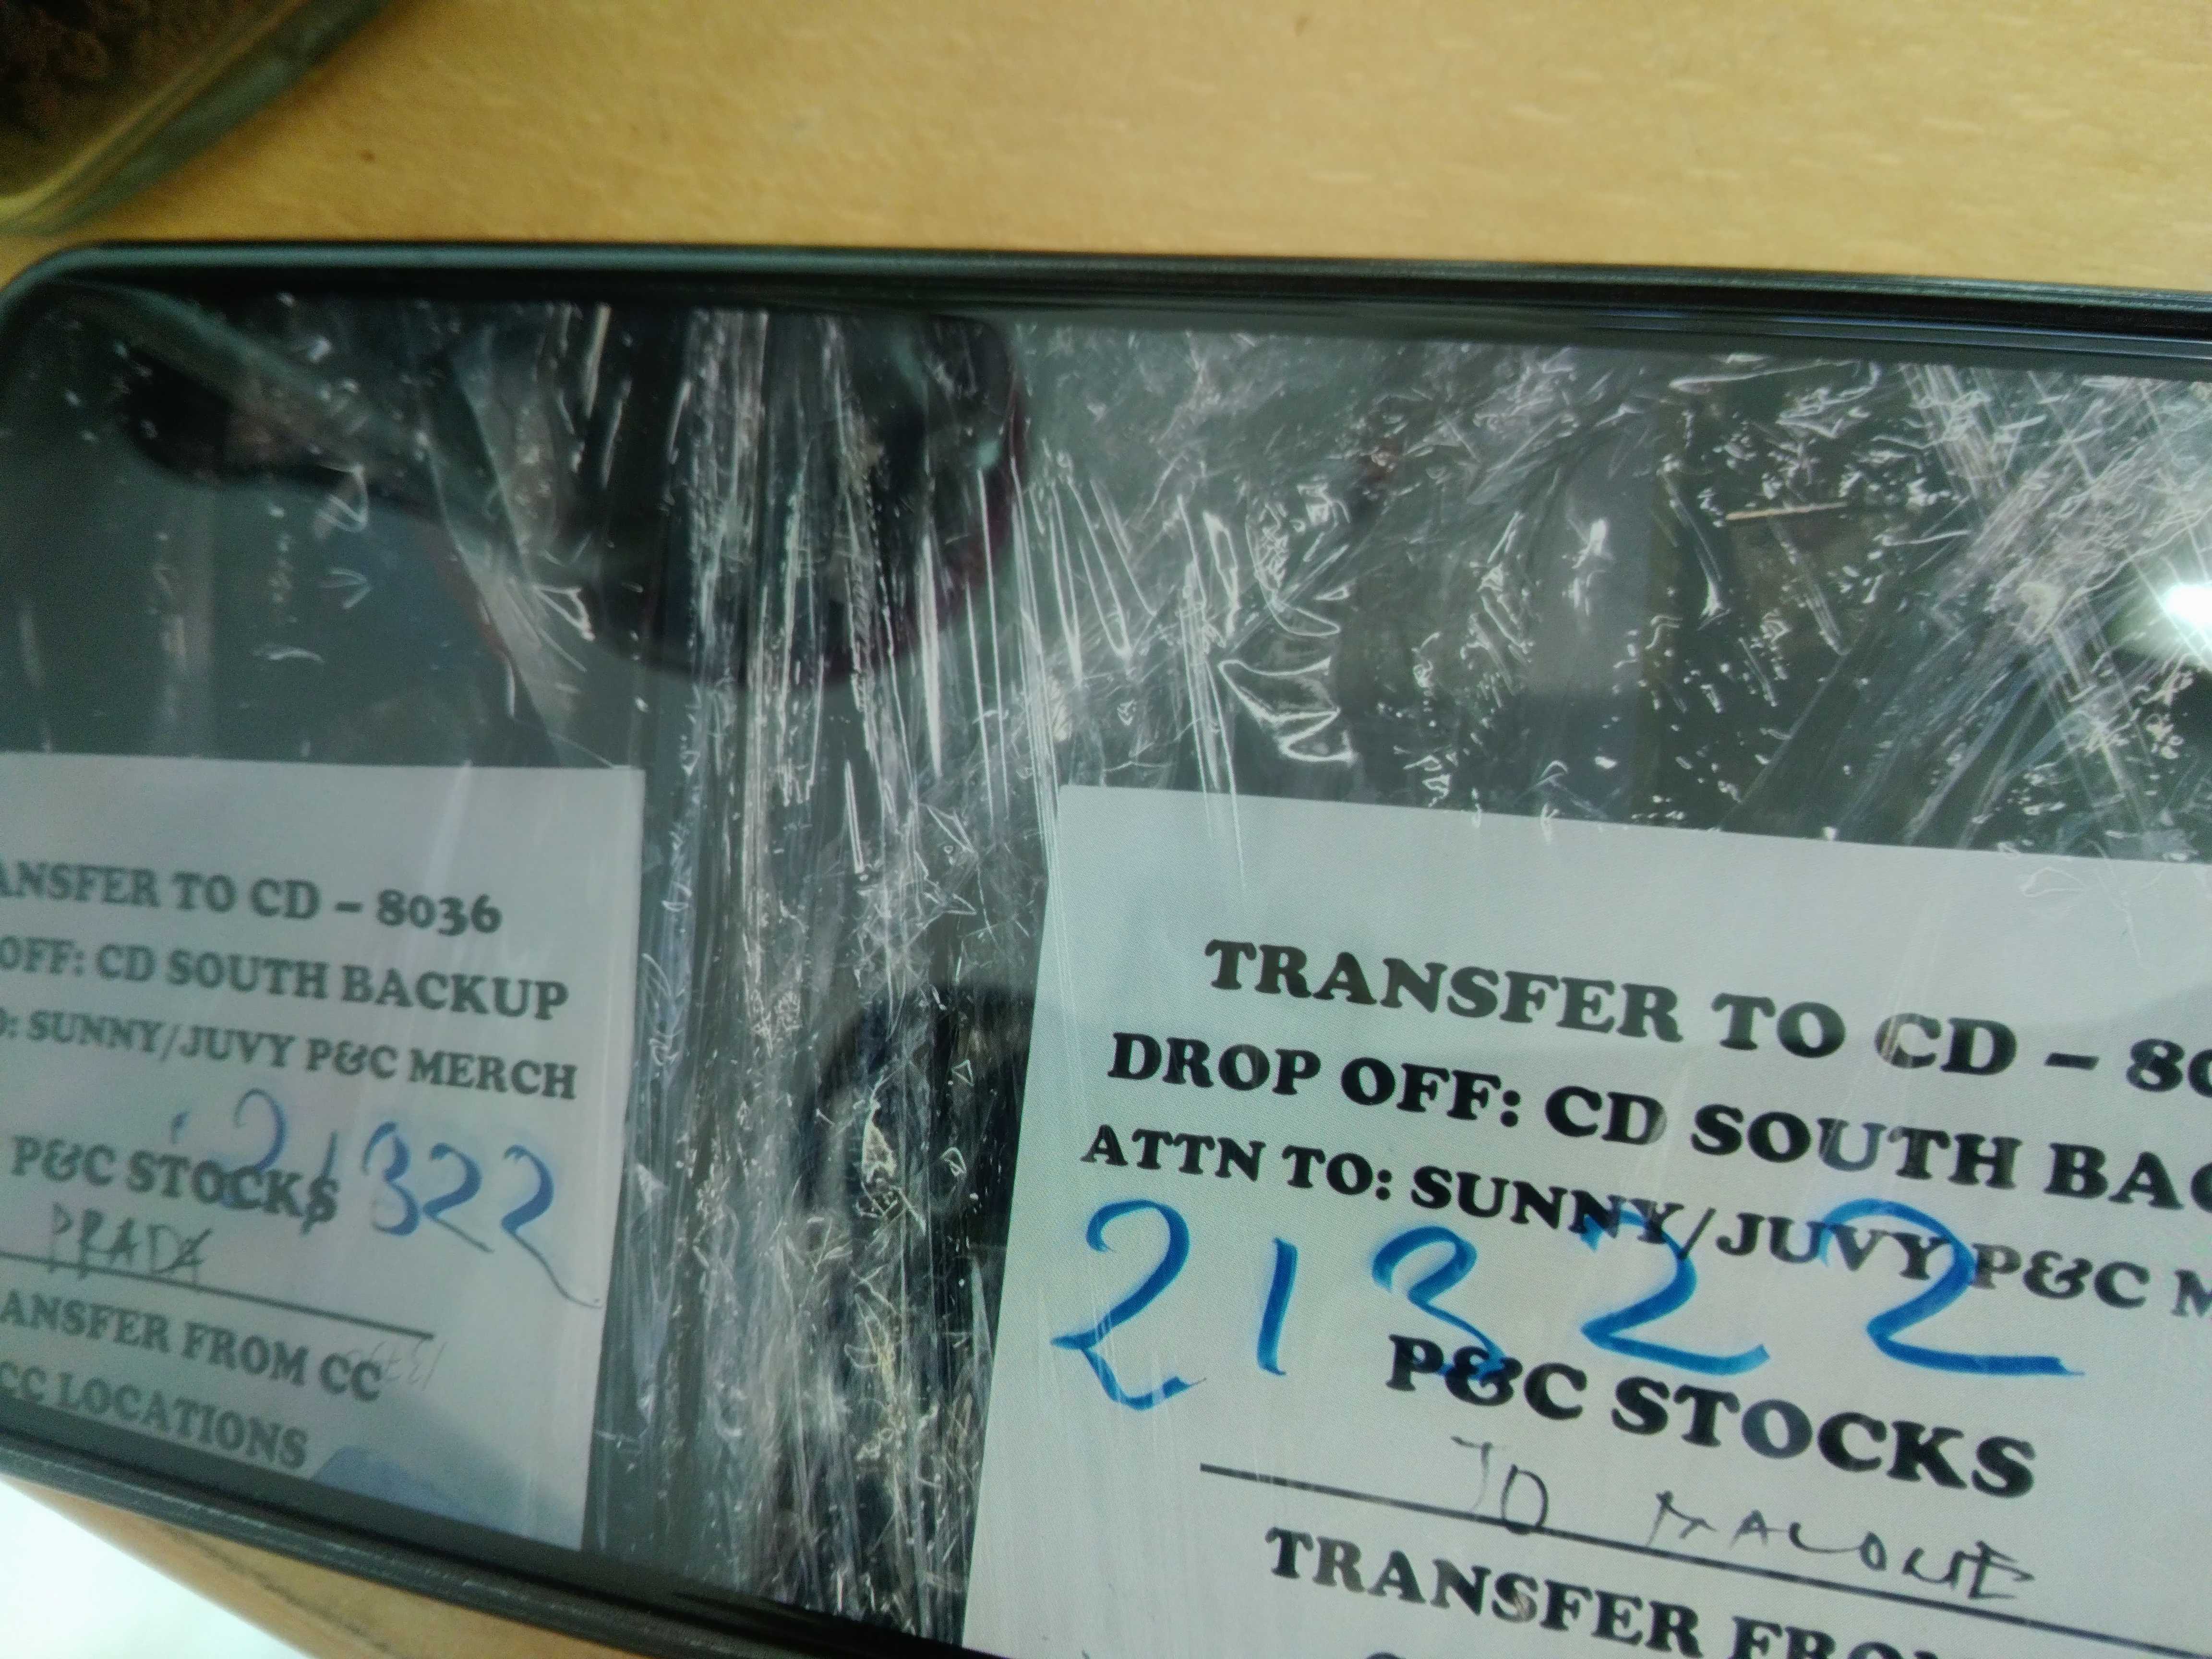 ANSFER TO CD – 8036
OFF: CD SOUTH BACKUP
O: SUNNY/JUVY P&C MERCH
21322
P&C STOCKS
PRADA
ANSFER FROM CC
CC LOCATIONS
TRANSFER TO CD – 80
DROP OFF: CD SOUTH BAC
ATTN TO: SUNNY/JUVY P&C M
21322
P&C STOCKS
JO MALONE
TRANSFER FROM